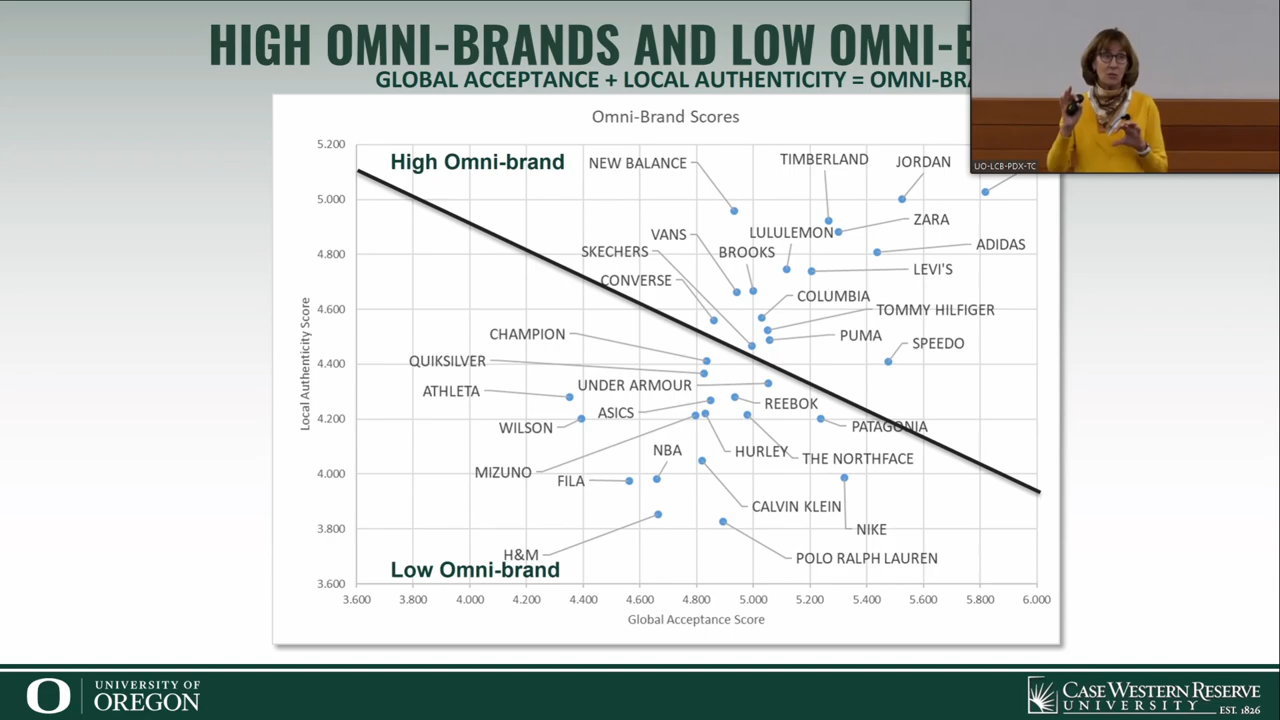 HIGH OMNI-BRANDS AND LOW OMNI-
GLOBAL ACCEPTANCE + LOCAL AUTHENTICITY =
UO-LCB-PDX-TC
Omni-Brand Scores
High Omni-brand
NEW BALANCE
TIMBERLAND
JORDAN
ZARA
VANS
LULULEMON
ADIDAS
SKECHERS
BROOKS
LEVI'S
CONVERSE
COLUMBIA
TOMMY HILFIGER
CHAMPION
PUMA
SPEEDO
QUIKSILVER
ATHLETA
UNDER ARMOUR
ASICS
REEBOK
WILSON
PATAGONIA
NBA
HURLEY
THE NORTHFACE
MIZUNO
FILA
CALVIN KLEIN
NIKE
H&M
POLO RALPH LAUREN
Low Omni-brand
Local Authenticity Score
5.200
5.000
4.800
4.600
4.400
4.200
4.000
3.800
3.600
3.600 3.800 4.000 4.200 4.400 4.600 4.800 5.000 5.200 5.400 5.600 5.800 6.000
Global Acceptance Score
O
UNIVERSITY OF
OREGON
CASE WESTERN RESERVE
UNIVERSITY EST. 1826